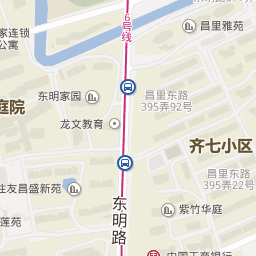 6号线
昌里雅苑
家连锁
公寓
东明家园
昌里东路
395弄92号
庭院
龙文教育
齐七小区
昌里东路
395弄22号
住友昌盛新苑
紫竹华庭
莲苑
东明路
中国工商银行